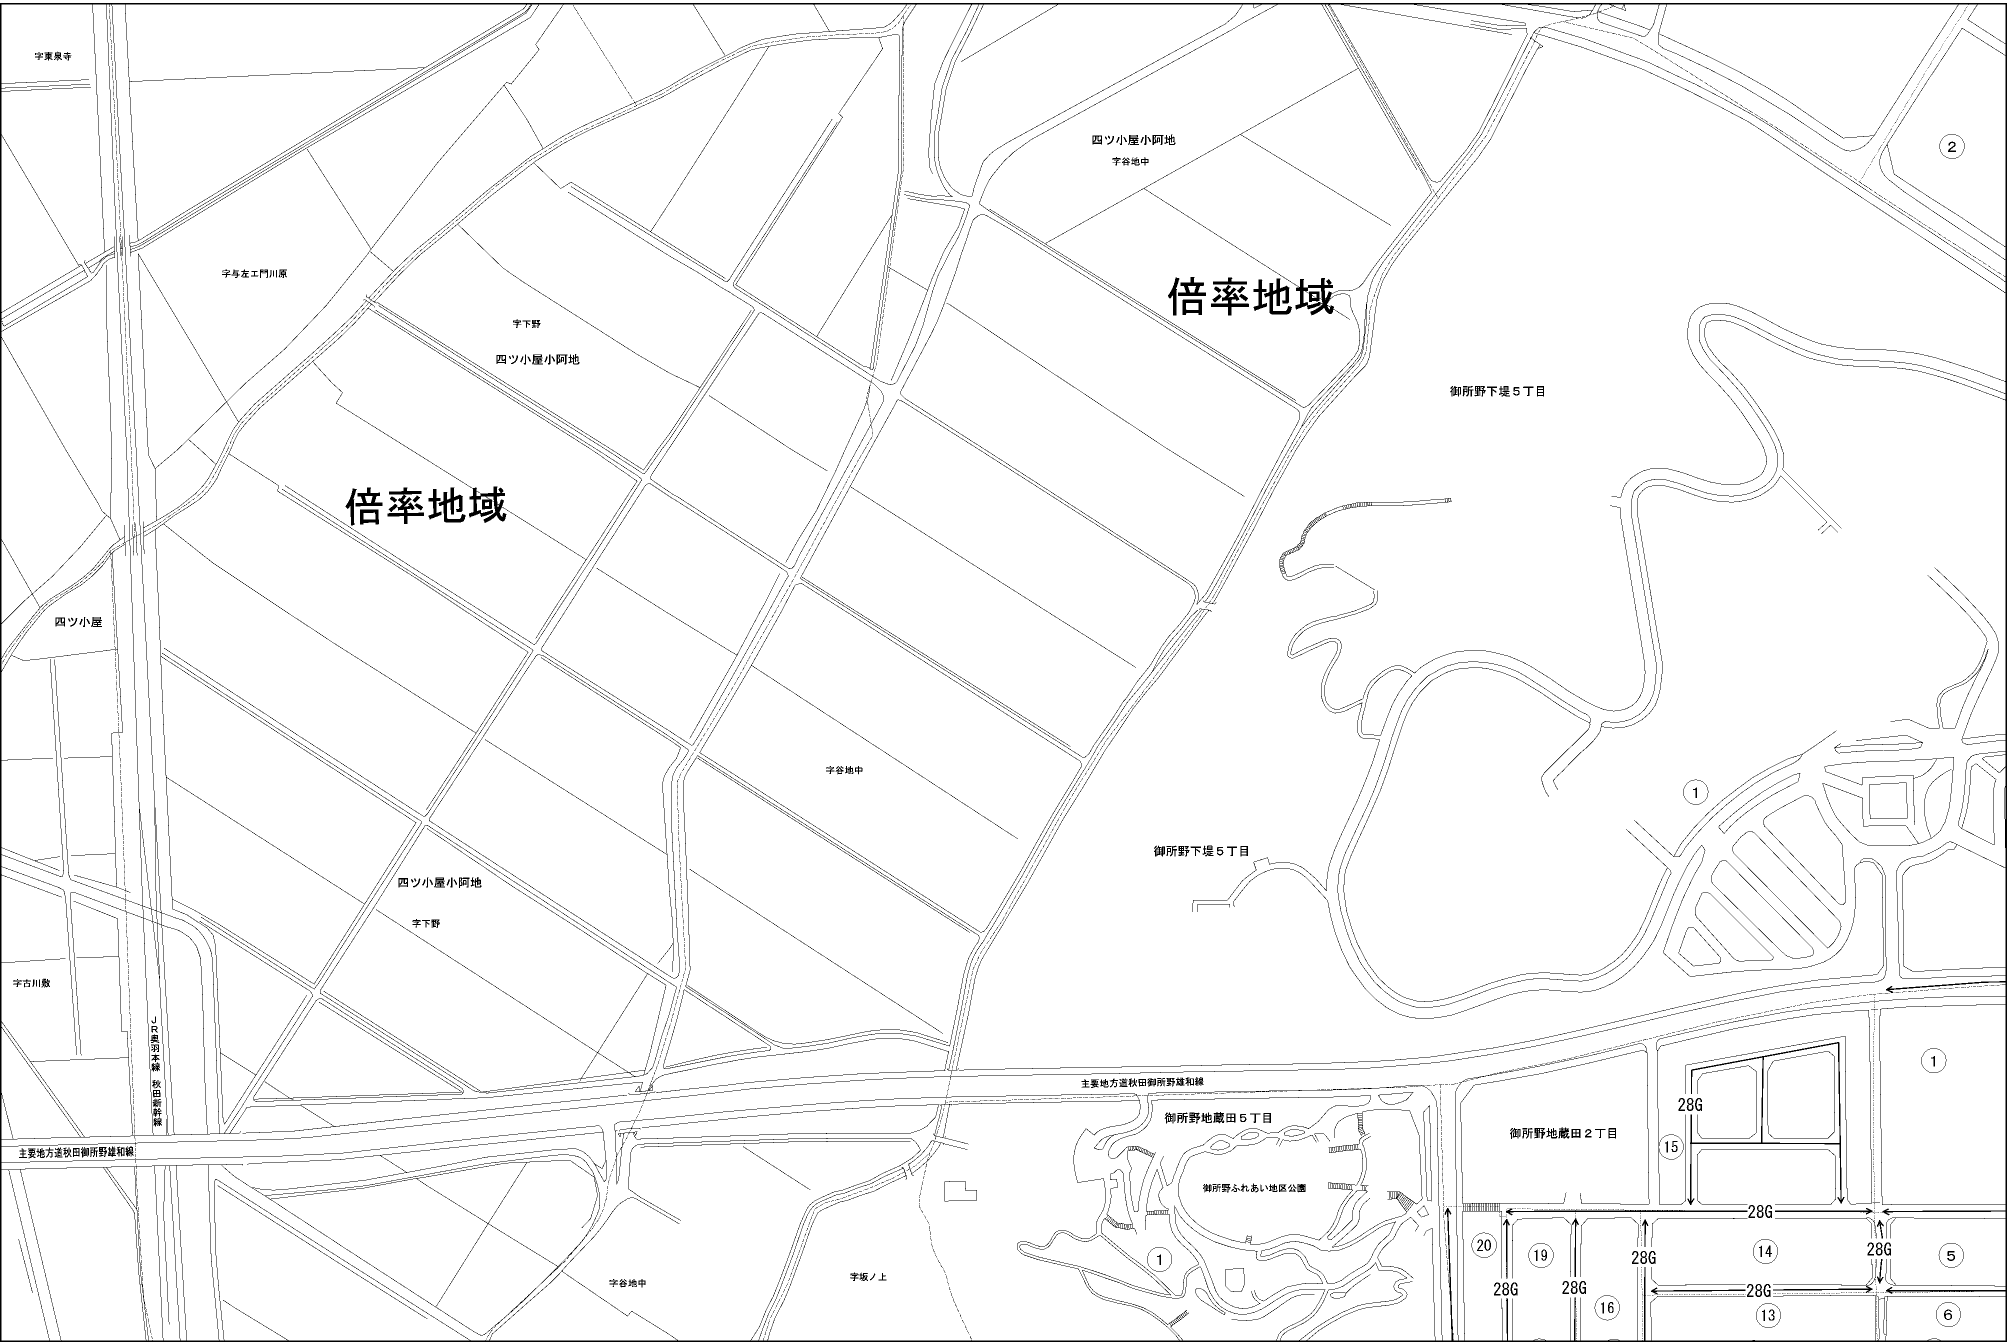 字東泉寺
四ツ小屋小阿地
字谷地中
2
字与左エ門川原
倍率地域
字下野
四ツ小屋小阿地
御所野下堤5丁目
倍率地域
四ツ小屋
字谷地中
1
御所野下堤5丁目
四ツ小屋小阿地
字下野
字古川敷
JR奥羽本線 秋田新幹線
1
主要地方道秋田御所野雄和線
28G
御所野地蔵田5丁目
御所野地蔵田2丁目
15
主要地方道秋田御所野雄和線
御所野ふれあい地区公園
28G
20
19
28G
14
28G
5
1
字谷地中
字坂ノ上
28G
28G
28G
16
13
6